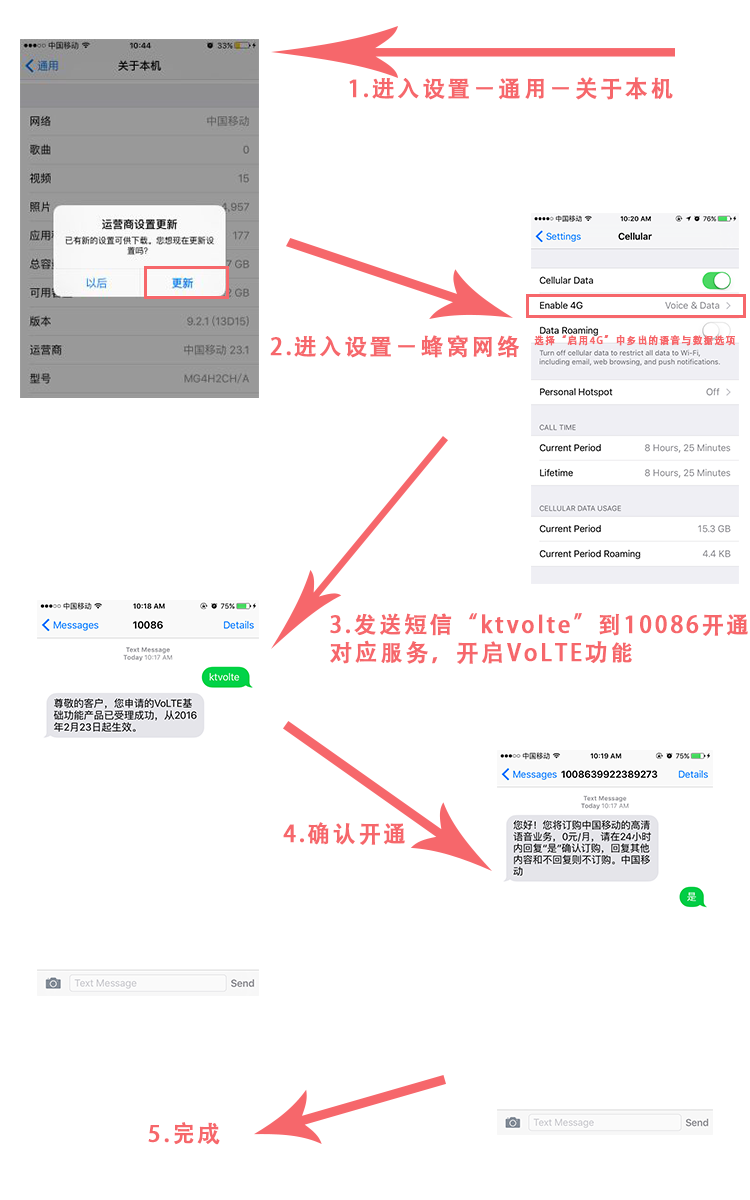 中国移动 10:44 33%
通用 关于本机
1.进入设置－通用－关于本机
网络 中国移动
歌曲 0
视频 15
照片 4,957
运营商设置更新
已有新的设置可供下载。您想现在更新设
置吗?
应用 177
总容 GB
以后 更新
可用 GB
版本 9.2.1 (13D15)
运营商 中国移动 23.1
型号 MG4H2CH/A
中国移动 10:20 AM 76%
Settings Cellular
Cellular Data
Enable 4G Voice & Data
Data Roaming
选择“启用4G”中多出的语音与数据选项
Turn off cellular data to restrict all data to Wi-Fi,
including email, web browsing, and push notifications.
Personal Hotspot Off
CALL TIME
Current Period 8 Hours, 25 Minutes
Lifetime 8 Hours, 25 Minutes
CELLULAR DATA USAGE
Current Period 15.3 GB
Current Period Roaming 4.4 KB
2.进入设置－蜂窝网络
中国移动 10:18 AM 75%
Messages 10086 Details
Text Message
Today 10:17 AM
ktvolte
尊敬的客户，您申请的VoLTE基
础功能产品已受理成功，从2016
年2月23日起生效。
Text Message Send
3.发送短信“ktvolte”到10086开通
对应服务，开启VoLTE功能
4.确认开通
中国移动 10:19 AM 75%
Messages 1008639922389273 Details
Text Message
Today 10:17 AM
您好！您将订购中国移动的高清
语音业务，0元/月，请在24小时
内回复“是”确认订购，回复其他
内容和不回复则不订购。中国移
动
是
Text Message Send
5.完成